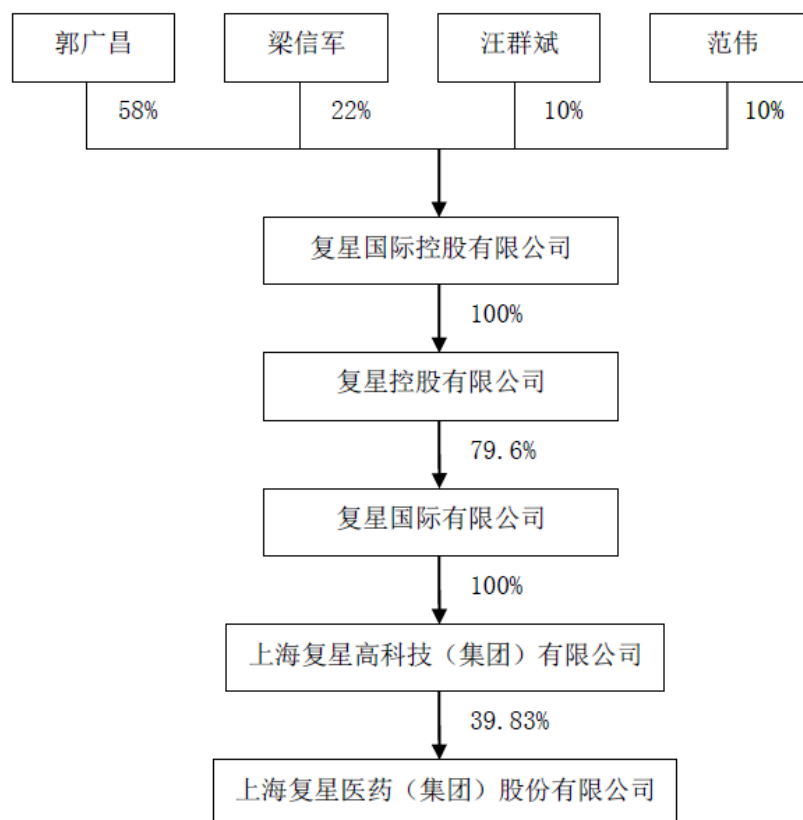 郭广昌
梁信军
汪群斌
范伟
58%
22%
10%
10%
复星国际控股有限公司
100%
复星控股有限公司
79.6%
复星国际有限公司
100%
上海复星高科技（集团）有限公司
39.83%
上海复星医药（集团）股份有限公司